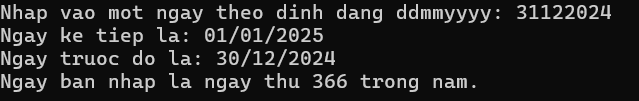 Nhap vao mot ngay theo dinh dang ddmmyyyy: 31122024
Ngay ke tiep la: 01/01/2025
Ngay truoc do la: 30/12/2024
Ngay ban nhap la ngay thu 366 trong nam.